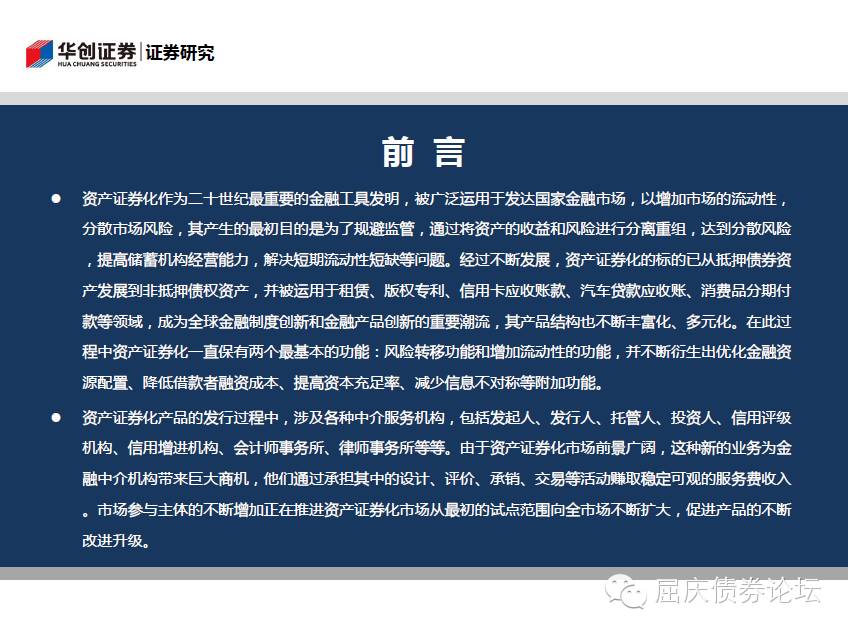 华创证券 证券研究
HUA CHUANG SECURITIES
前 言
● 资产证券化作为二十世纪最重要的金融工具发明，被广泛运用于发达国家金融市场，以增加市场的流动性，
分散市场风险，其产生的最初目的是为了规避监管，通过将资产的收益和风险进行分离重组，达到分散风险
，提高储蓄机构经营能力，解决短期流动性短缺等问题。经过不断发展，资产证券化的标的已从抵押债券资
产发展到非抵押债权资产，并被运用于租赁、版权专利、信用卡应收账款、汽车贷款应收账、消费品分期付
款等领域，成为全球金融制度创新和金融产品创新的重要潮流，其产品结构也不断丰富化、多元化。在此过
程中资产证券化一直保有两个最基本的功能：风险转移功能和增加流动性的功能，并不断衍生出优化金融资
源配置、降低借款者融资成本、提高资本充足率、减少信息不对称等附加功能。
● 资产证券化产品的发行过程中，涉及各种中介服务机构，包括发起人、发行人、托管人、投资人、信用评级
机构、信用增进机构、会计师事务所、律师事务所等等。由于资产证券化市场前景广阔，这种新的业务为金
融中介机构带来巨大商机，他们通过承担其中的设计、评价、承销、交易等活动赚取稳定可观的服务费收入
。市场参与主体的不断增加正在推进资产证券化市场从最初的试点范围向全市场不断扩大，促进产品的不断
改进升级。
屈庆债券论坛